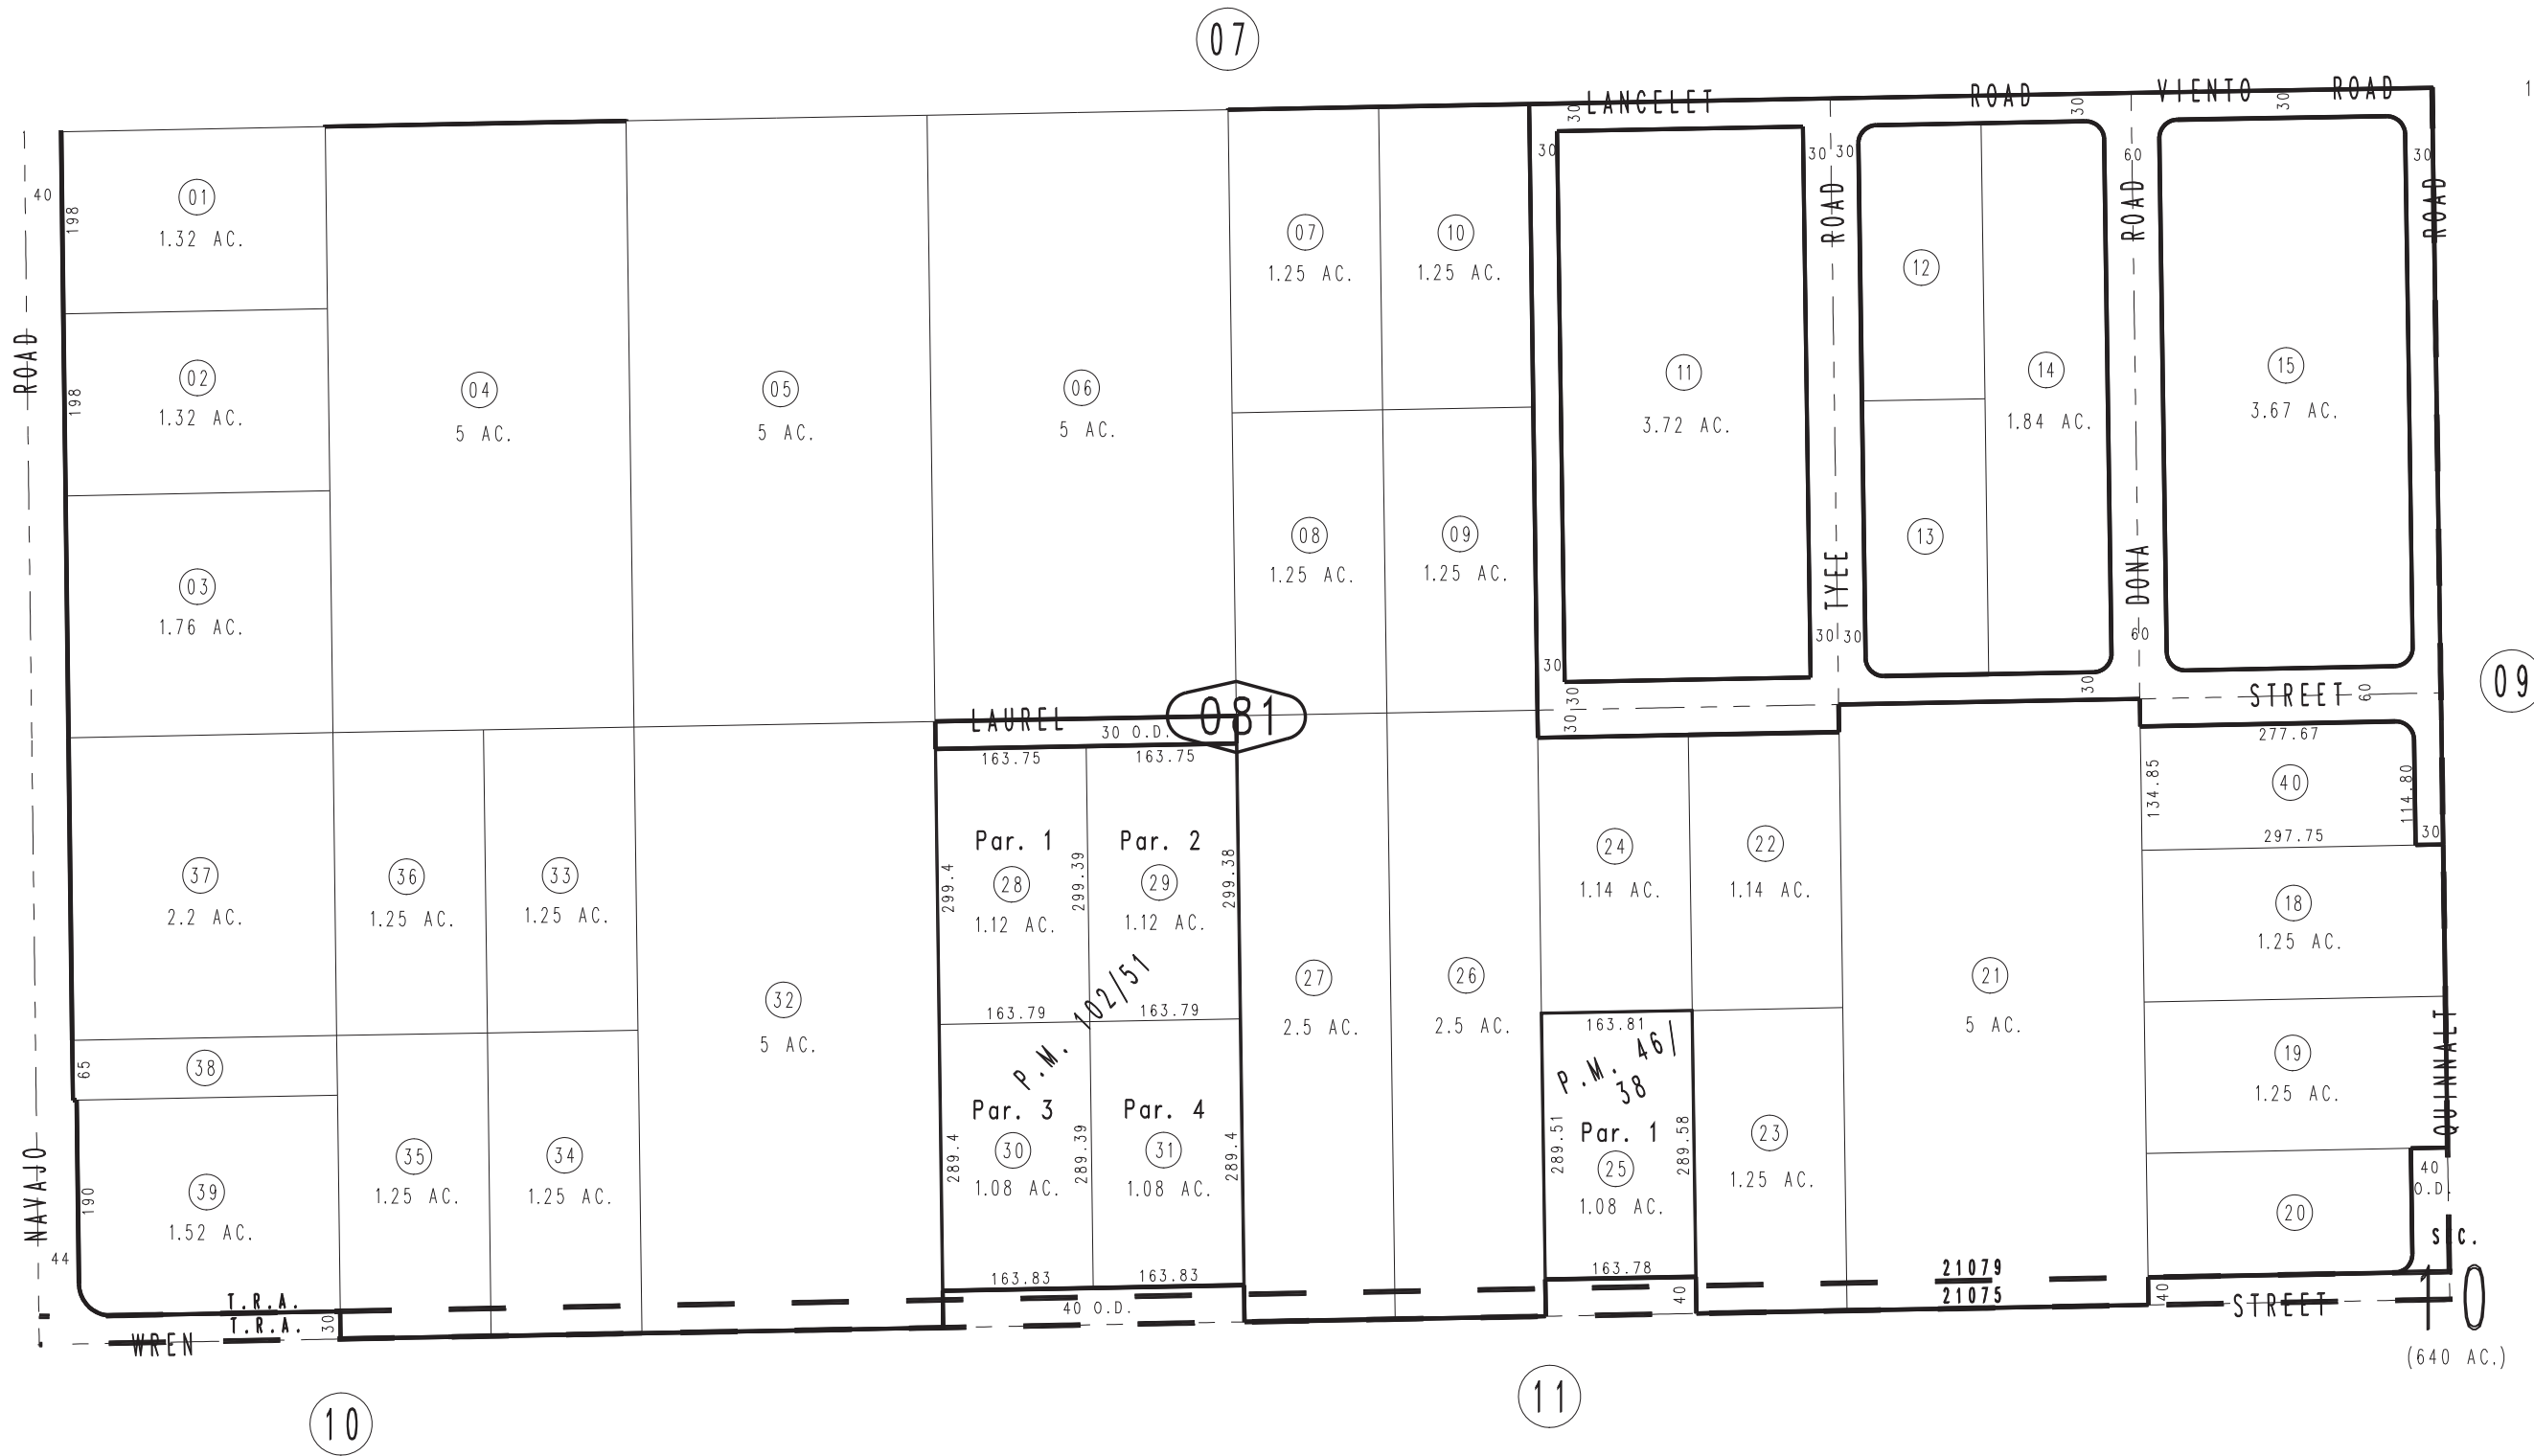 07
LANCELET ROAD VIENTO ROAD
30
30
30
1
30
30 30
60
30
40
198
01
1.32 AC.
ROAD
ROAD
ROAD
07
1.25 AC.
10
1.25 AC.
12
ROAD
198
02
1.32 AC.
04
5 AC.
05
5 AC.
06
5 AC.
11
3.72 AC.
14
1.84 AC.
15
3.67 AC.
08
1.25 AC.
09
1.25 AC.
13
03
1.76 AC.
TYEE
DONA
30 30
60
30
30
30
30
LAUREL
30 O.D.
081
STREET
60
09
163.75
163.75
277.67
134.85
40
114.80
297.75
30
37
2.2 AC.
36
1.25 AC.
33
1.25 AC.
299.4
Par. 1
28
1.12 AC.
299.39
Par. 2
29
1.12 AC.
299.38
24
1.14 AC.
22
1.14 AC.
18
1.25 AC.
32
5 AC.
27
2.5 AC.
26
2.5 AC.
21
5 AC.
163.79
163.79
P.M. 102/51
163.81
P.M. 46/
38
65
38
19
1.25 AC.
QUINNALT
NAVAJO
190
39
1.52 AC.
35
1.25 AC.
34
1.25 AC.
289.4
Par. 3
30
1.08 AC.
289.39
Par. 4
31
1.08 AC.
289.4
289.51
Par. 1
25
1.08 AC.
289.58
23
1.25 AC.
20
40
O.D.
44
163.83
163.83
163.78
40
40
21079
21075
T.R.A.
T.R.A.
30
40 O.D.
WREN
STREET
10
(640 AC.)
10
11